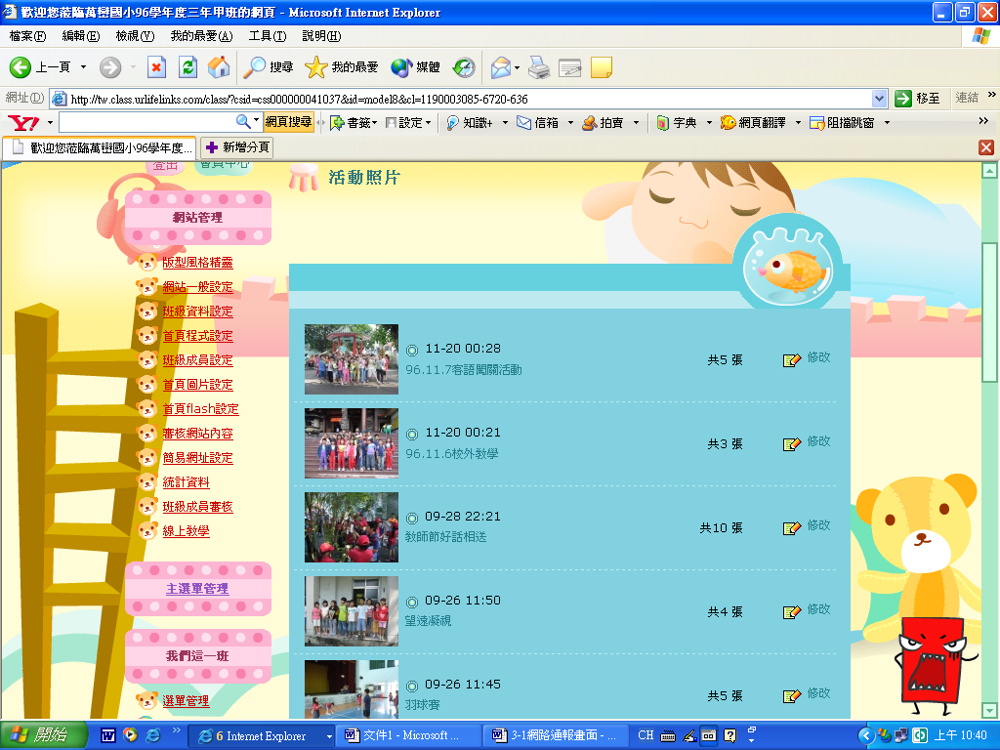 歡迎您蒞臨萬巒國小96學年度三年甲班的網頁 - Microsoft Internet Explorer
檔案(F) 編輯(E) 檢視(V) 我的最愛(A) 工具(T) 說明(H)
上一頁 搜尋 我的最愛 媒體
網址(D) http://tw.class.urlifelinks.com/class/?csid=css000000041037&id=model8&cl=1190003085-6720-636 移至 連結 »
Y! 網頁搜尋 書籤 設定 知識+ 信箱 拍賣 字典 網頁翻譯 阻擋跳窗 »
歡迎您蒞臨萬巒國小96學年度... 新增分頁
登出 會員中心
活動照片
網站管理
版型風格精靈
網站一般設定
班級資料設定
首頁程式設定
班級成員設定
首頁圖片設定
首頁flash設定
審核網站內容
簡易網址設定
統計資料
班級成員審核
線上教學
主選單管理
我們這一班
選單管理
11-20 00:28
96.11.7客語闖關活動
共5 張 修改
11-20 00:21
96.11.6校外教學
共3 張 修改
09-28 22:21
教師節好話相送
共10 張 修改
09-26 11:50
望遠凝視
共4 張 修改
09-26 11:45
羽球賽
共5 張 修改
開始 » 6 Internet Explorer 文件1 - Microsoft ... 3-1網路通報畫面 - ... CH 上午 10:40